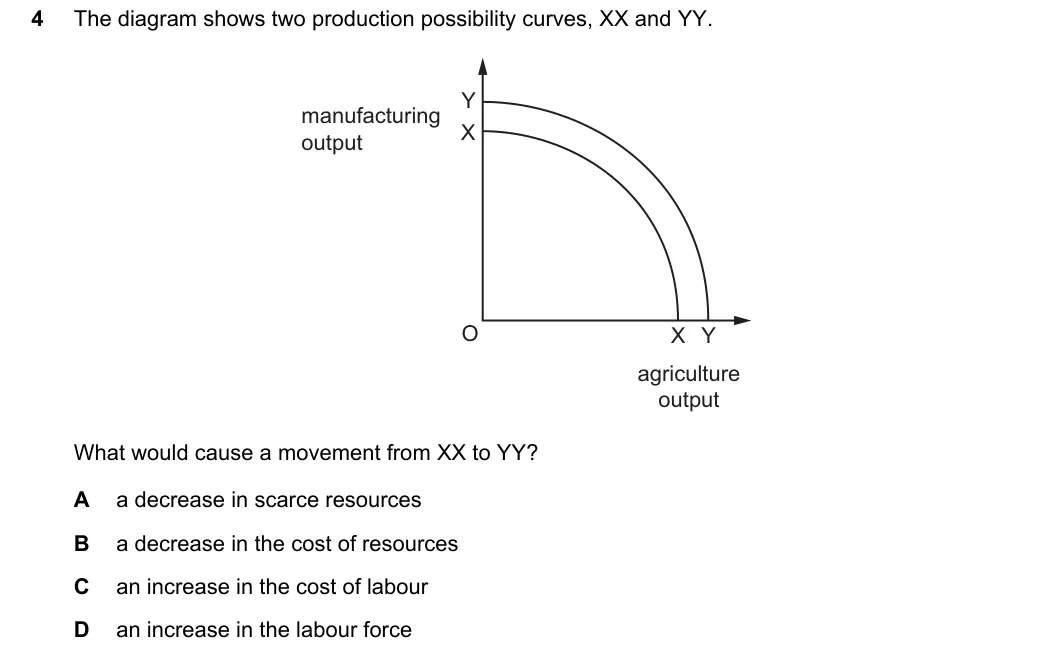 4 The diagram shows two production possibility curves, XX and YY.
Y
manufacturing
output
X
O
X Y
agriculture
output
What would cause a movement from XX to YY?
A a decrease in scarce resources
B a decrease in the cost of resources
C an increase in the cost of labour
D an increase in the labour force